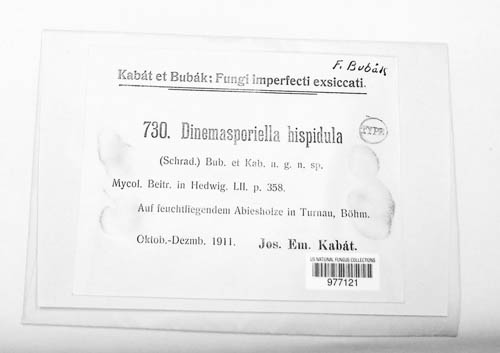 F. Bubák
Kabát et Bubák: Fungi imperfecti exsiccati.
730. Dinemasporiella hispidula
TYPE
(Schrad.) Bub. et Kab. n. g. n. sp.
Mycol. Beitr. in Hedwig. LII. p. 358.
Auf feuchtliegendem Abiesholze in Turnau, Böhm.
Oktob.-Dezmb. 1911. Jos. Em. Kabát.
US NATIONAL FUNGUS COLLECTIONS
977121